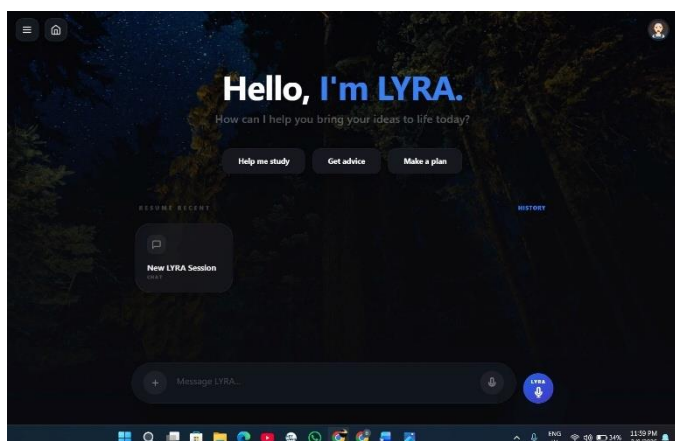 Hello, I'm LYRA.
How can I help you bring your ideas to life today?
Help me study
Get advice
Make a plan
RESUME RECENT
HISTORY
New LYRA Session
CHAT
Message LYRA...
LYRA
ENG
34%
11:59 PM